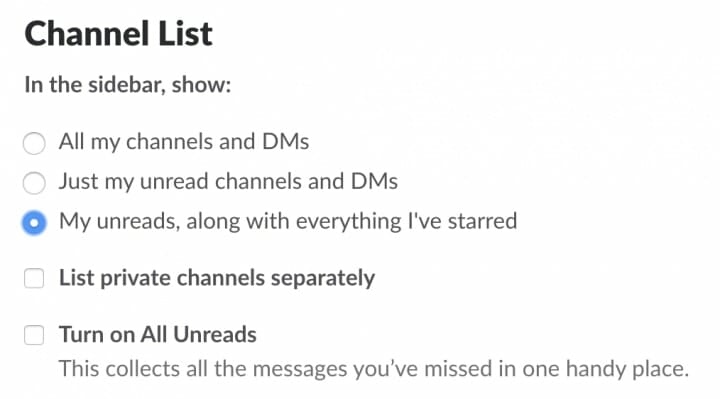 Channel List
In the sidebar, show:
All my channels and DMs
Just my unread channels and DMs
My unreads, along with everything I've starred
List private channels separately
Turn on All Unreads
This collects all the messages you’ve missed in one handy place.